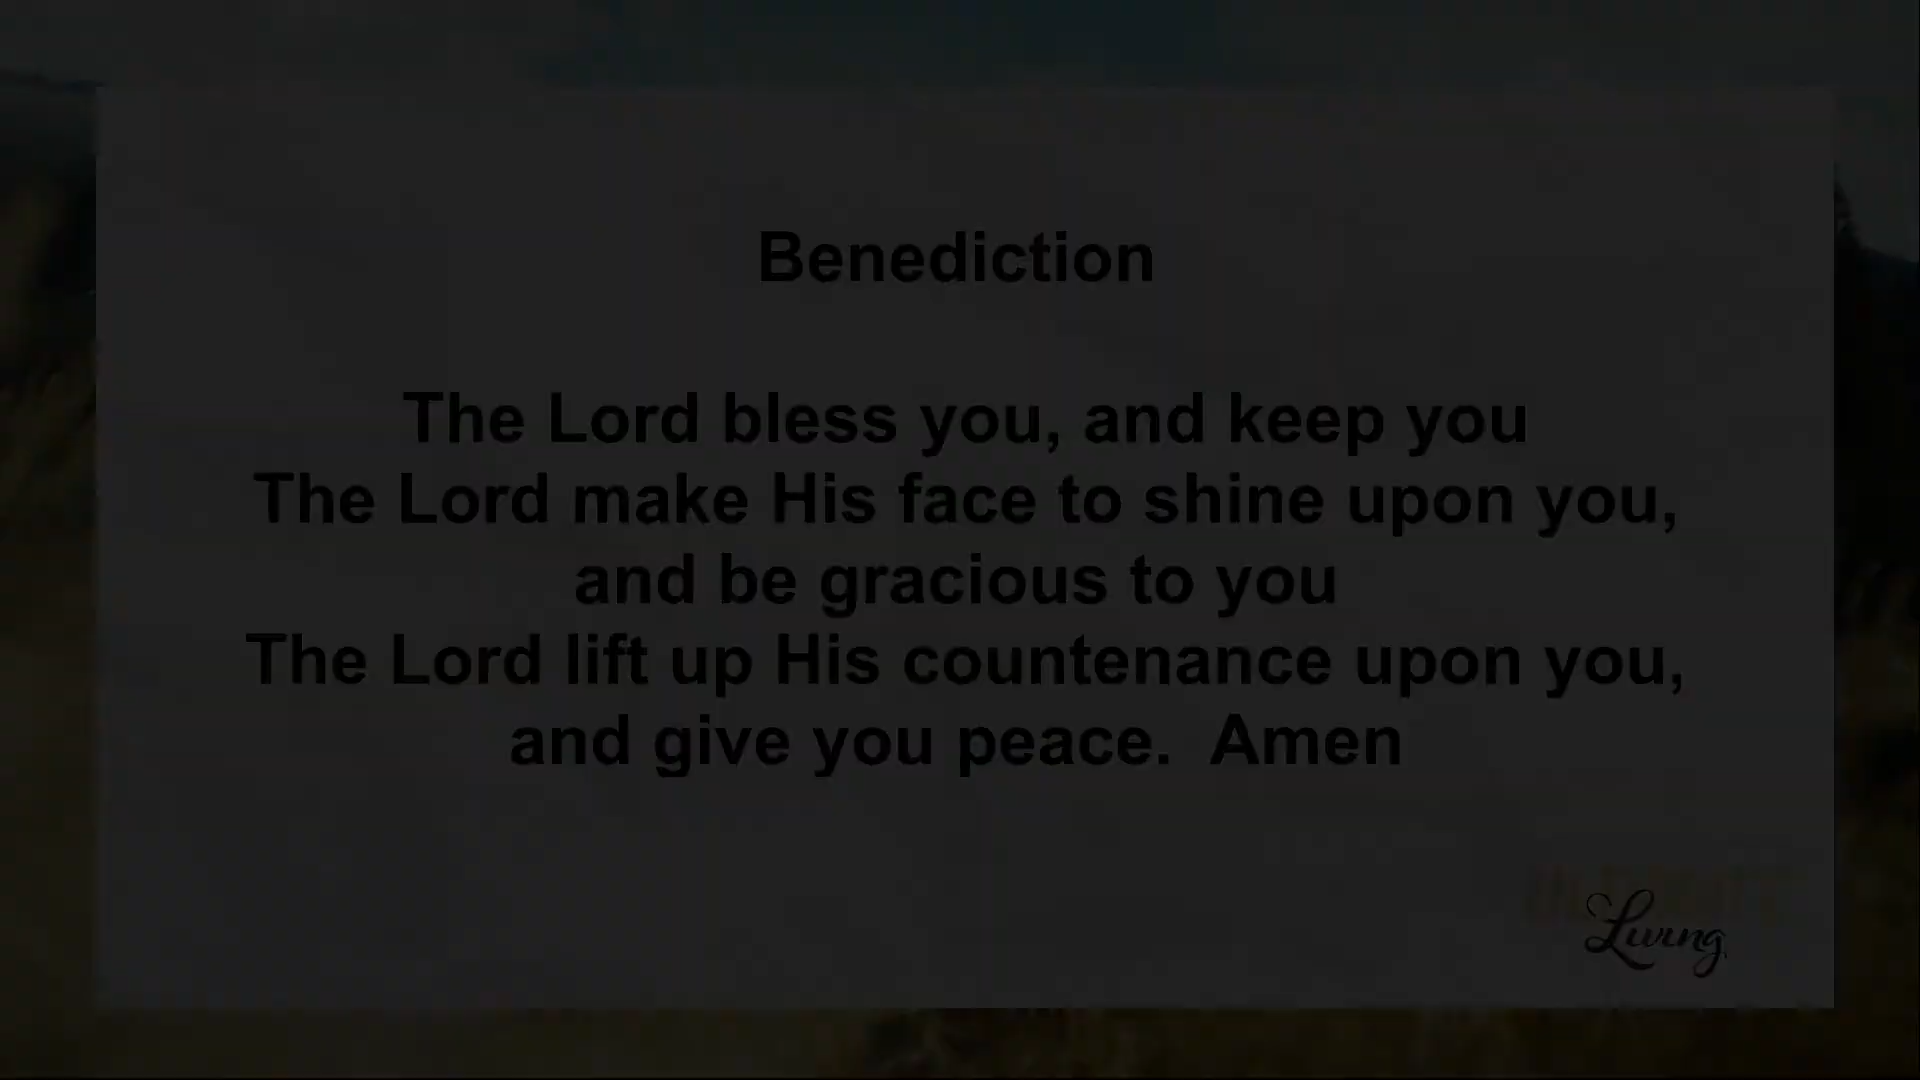 Benediction
The Lord bless you, and keep you
The Lord make His face to shine upon you,
and be gracious to you
The Lord lift up His countenance upon you,
and give you peace.  Amen
Living